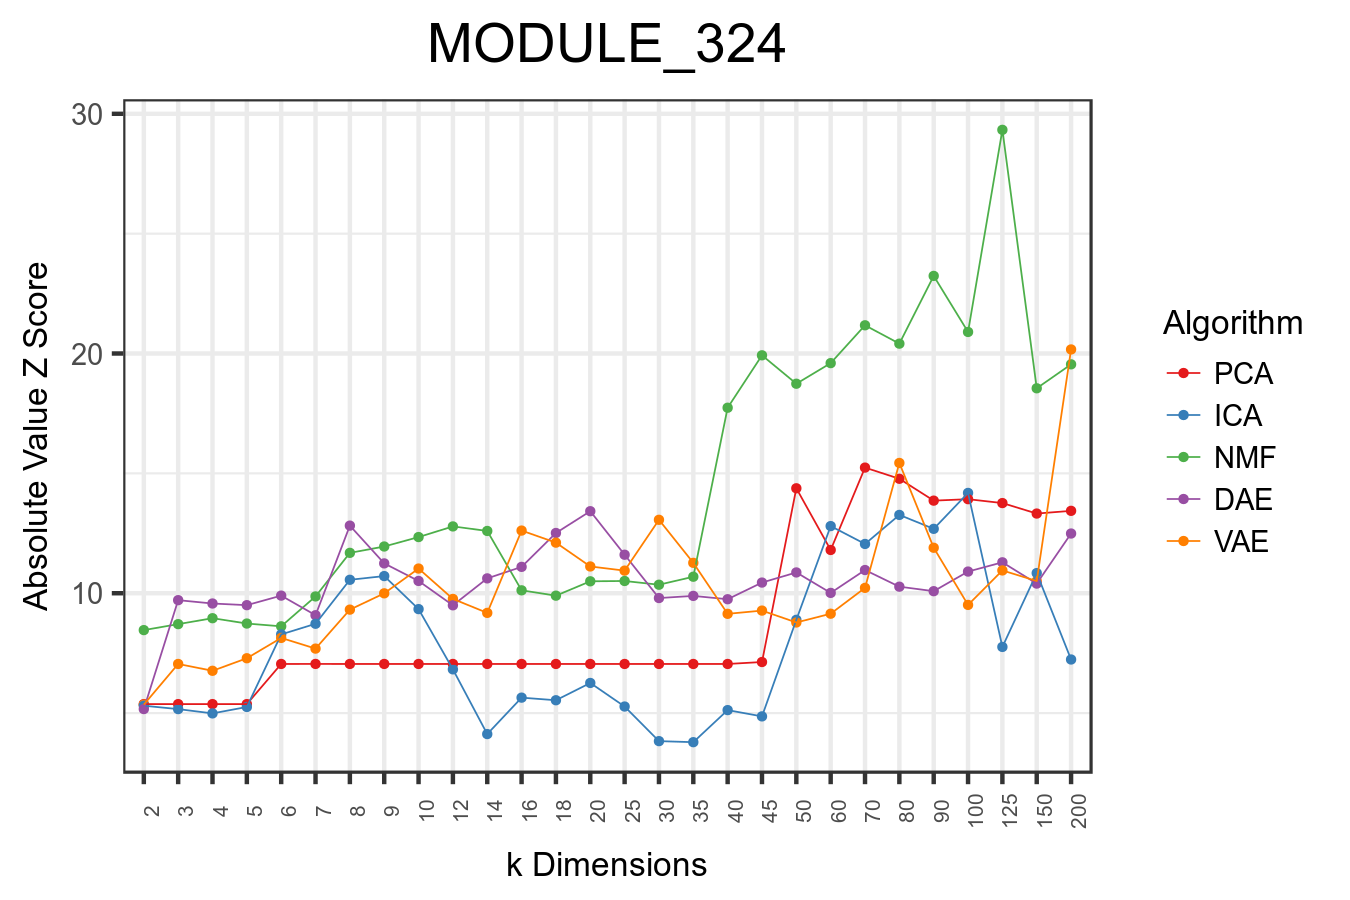 MODULE_324
Absolute Value Z Score
30
20
10
2 3 4 5 6 7 8 9 10 12 14 16 18 20 25 30 35 40 45 50 60 70 80 90 100 125 150 200
k Dimensions
Algorithm
PCA
ICA
NMF
DAE
VAE